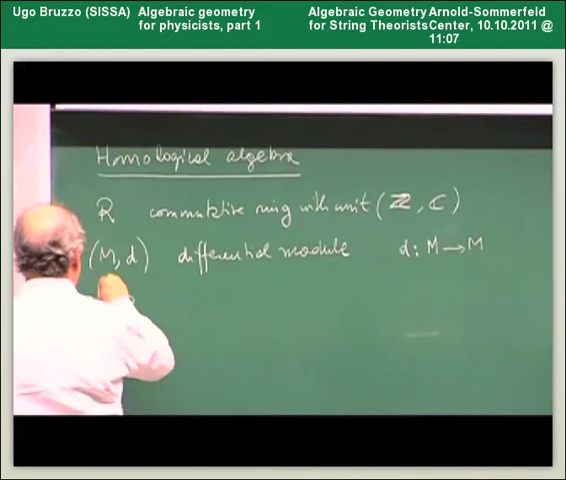 Ugo Bruzzo (SISSA)
Algebraic geometry
for physicists, part 1
Algebraic Geometry
for String Theorists
Arnold-Sommerfeld
Center, 10.10.2011 @
11:07
Homological algebra
R commutative ring with unit (ℤ, ℂ)
(M, d) differential module d: M → M